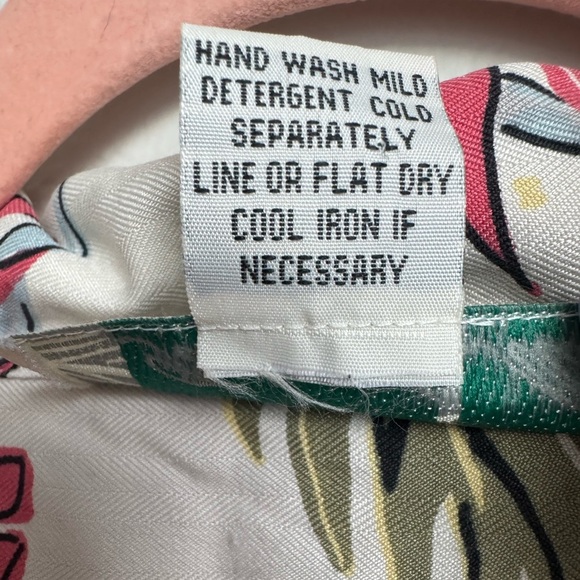 HAND WASH MILD
DETERGENT COLD
SEPARATELY
LINE OR FLAT DRY
COOL IRON IF
NECESSARY